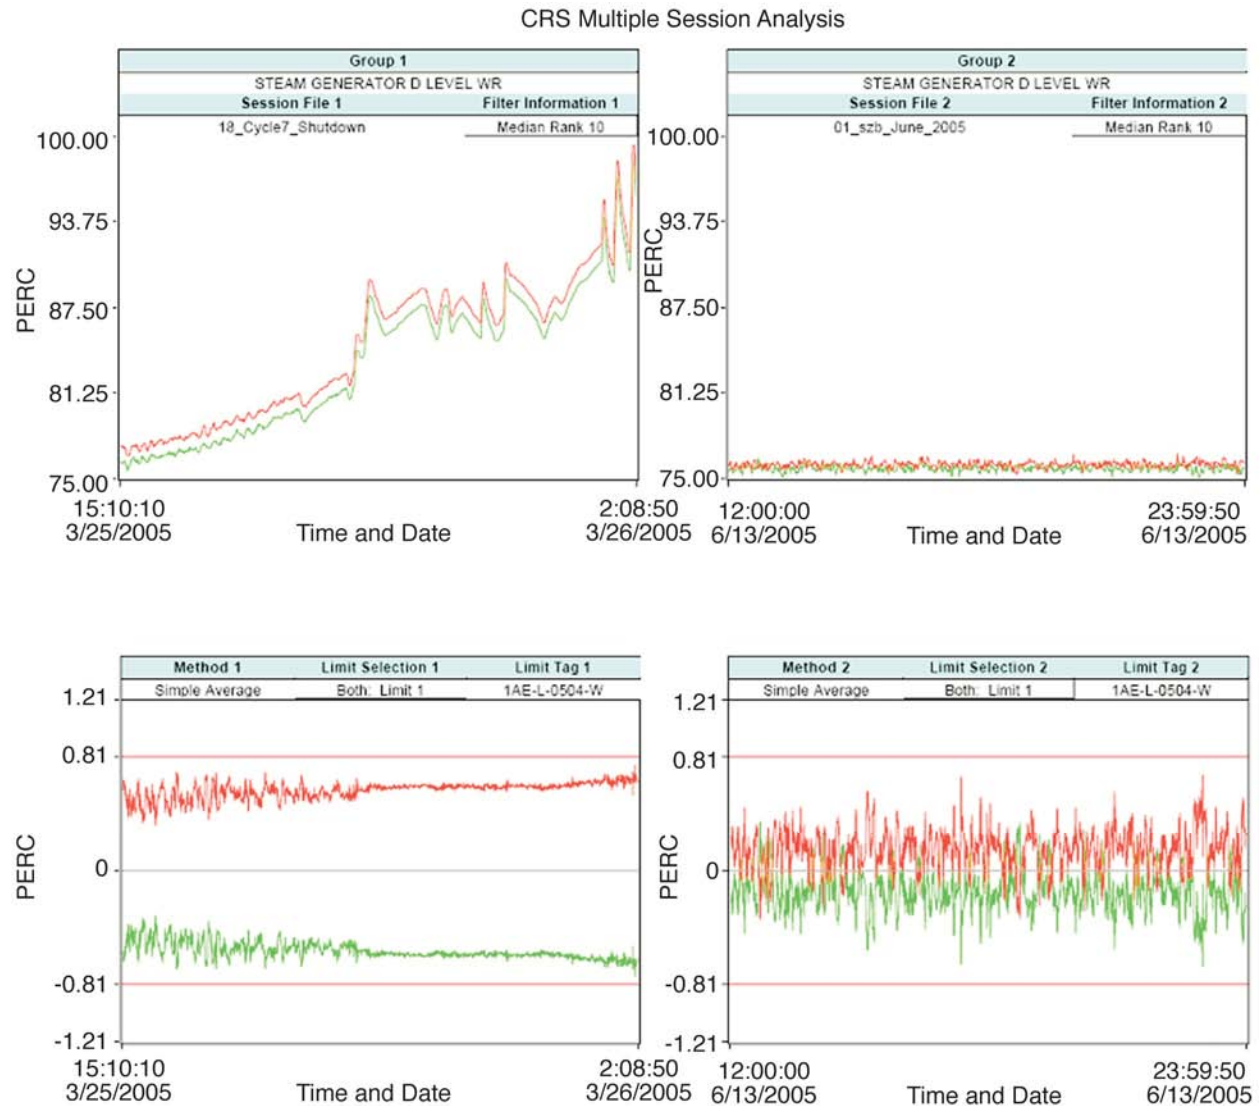 CRS Multiple Session Analysis
Group 1
STEAM GENERATOR D LEVEL WR
Session File 1 Filter Information 1
18_Cycle7_Shutdown Median Rank 10
100.00
93.75
87.50
81.25
75.00
PERC
15:10:10 2:08:50
3/25/2005 Time and Date 3/26/2005
Group 2
STEAM GENERATOR D LEVEL WR
Session File 2 Filter Information 2
01_szb_June_2005 Median Rank 10
100.00
93.75
87.50
81.25
75.00
PERC
12:00:00 23:59:50
6/13/2005 Time and Date 6/13/2005
Method 1 Limit Selection 1 Limit Tag 1
Simple Average Both: Limit 1 1AE-L-0504-W
1.21
0.81
0
-0.81
-1.21
PERC
15:10:10 2:08:50
3/25/2005 Time and Date 3/26/2005
Method 2 Limit Selection 2 Limit Tag 2
Simple Average Both: Limit 1 1AE-L-0504-W
1.21
0.81
0
-0.81
-1.21
PERC
12:00:00 23:59:50
6/13/2005 Time and Date 6/13/2005